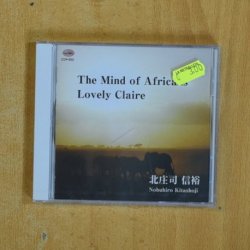 The Mind of Africa
Lovely Claire
北庄司 信裕
Nobuhiro Kitashoji